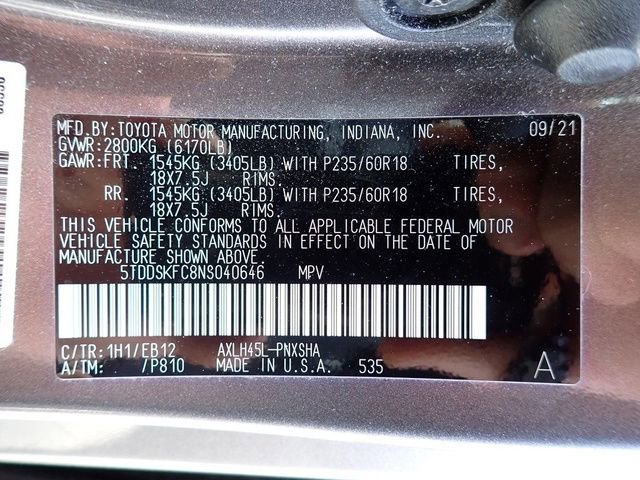 MFD.BY:TOYOTA MOTOR MANUFACTURING, INDIANA, INC. 09/21
GVWR:2800KG (6170LB)
GAWR:FRT. 1545KG (3405LB) WITH P235/60R18 TIRES,
18X7.5J RIMS.
RR. 1545KG (3405LB) WITH P235/60R18 TIRES,
18X7.5J RIMS.
THIS VEHICLE CONFORMS TO ALL APPLICABLE FEDERAL MOTOR
VEHICLE SAFETY STANDARDS IN EFFECT ON THE DATE OF
MANUFACTURE SHOWN ABOVE.
5TDDSKFC8NS040646 MPV
C/TR:1H1/EB12 AXLH45L-PNXSHA
A/TM: /P810 MADE IN U.S.A. 535 A